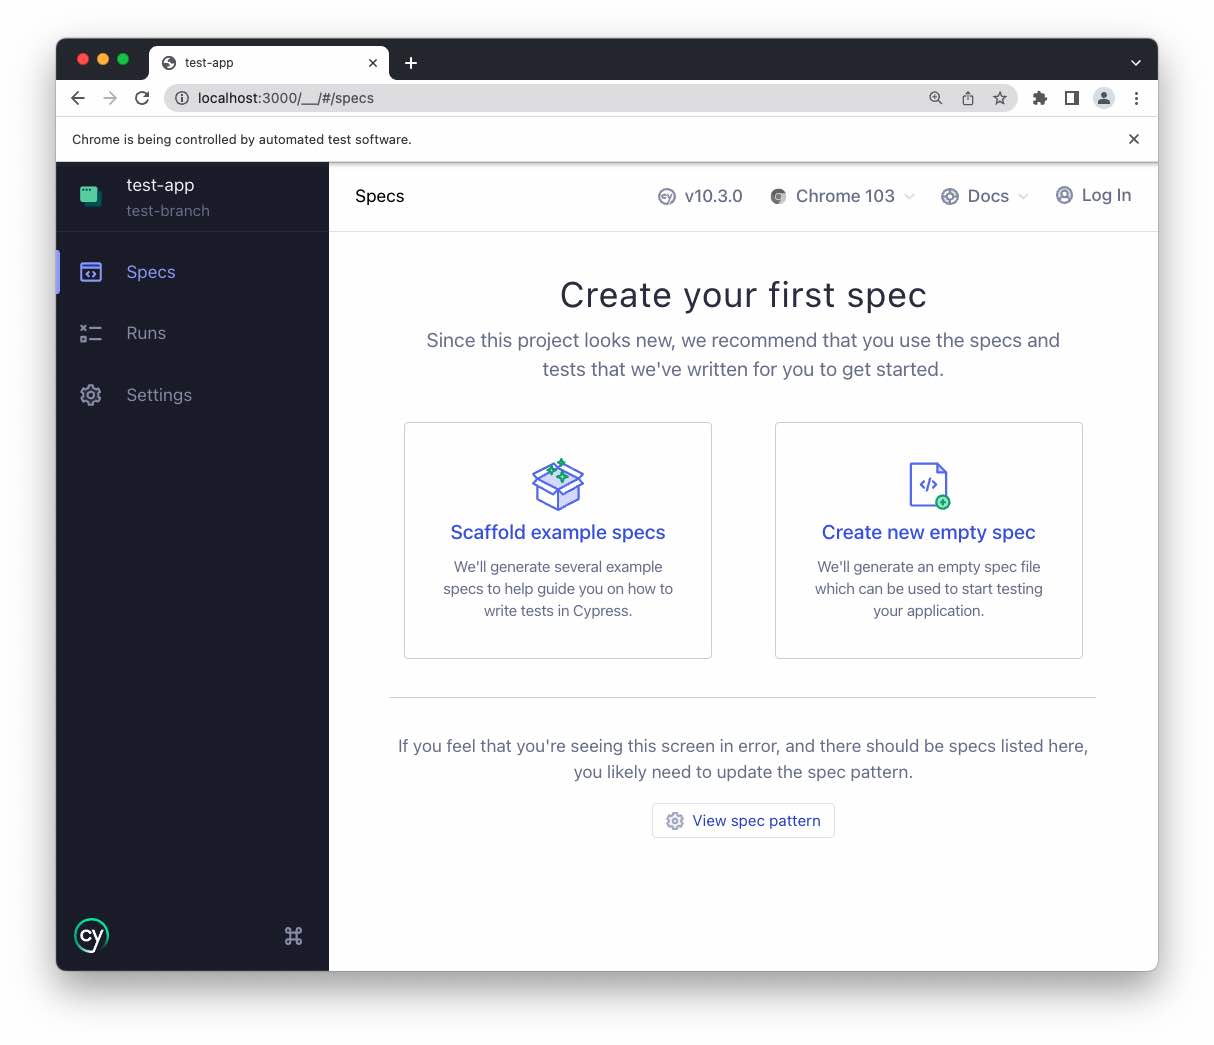 test-app
localhost:3000/__/#/specs
Chrome is being controlled by automated test software.
test-app
test-branch
Specs
v10.3.0
Chrome 103
Docs
Log In
Specs
Runs
Settings
Create your first spec
Since this project looks new, we recommend that you use the specs and
tests that we've written for you to get started.
Scaffold example specs
We'll generate several example
specs to help guide you on how to
write tests in Cypress.
Create new empty spec
We'll generate an empty spec file
which can be used to start testing
your application.
If you feel that you're seeing this screen in error, and there should be specs listed here,
you likely need to update the spec pattern.
View spec pattern
cy